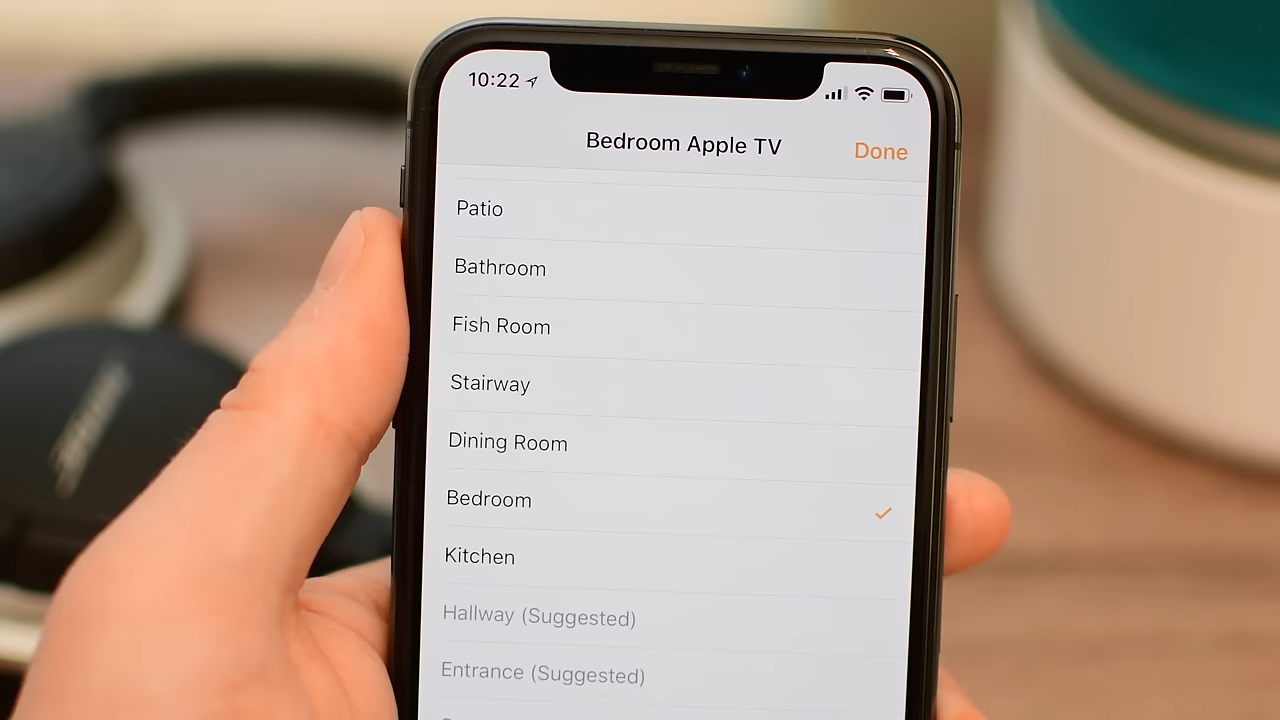 10:22
Bedroom Apple TV
Done
Patio
Bathroom
Fish Room
Stairway
Dining Room
Bedroom
Kitchen
Hallway (Suggested)
Entrance (Suggested)